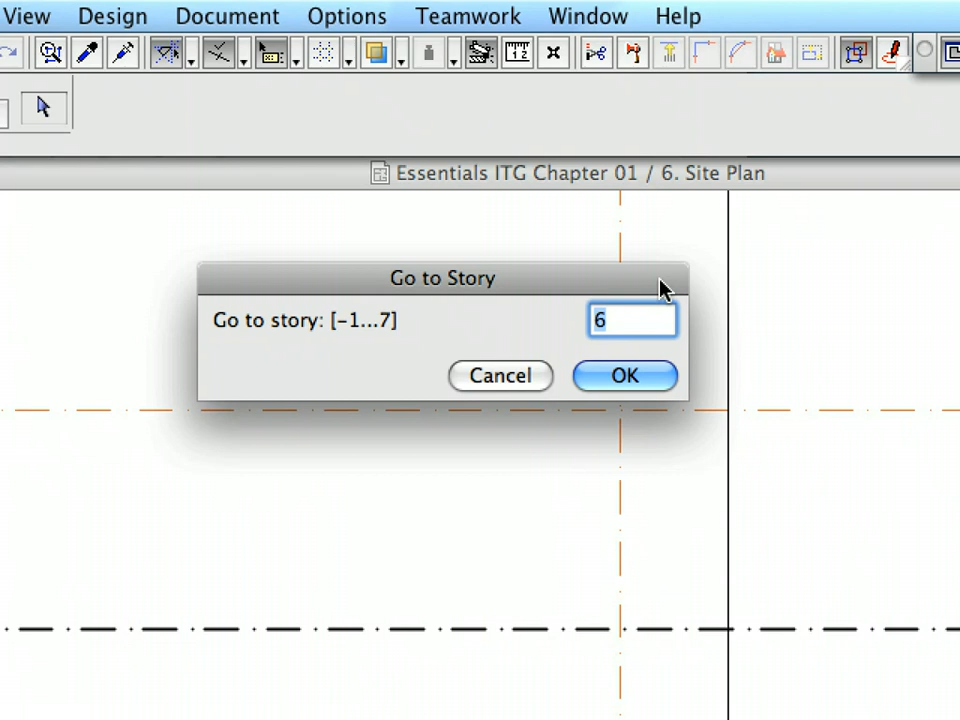 View Design Document Options Teamwork Window Help
Essentials ITG Chapter 01 / 6. Site Plan
Go to Story
Go to story: [-1...7] 6
Cancel OK